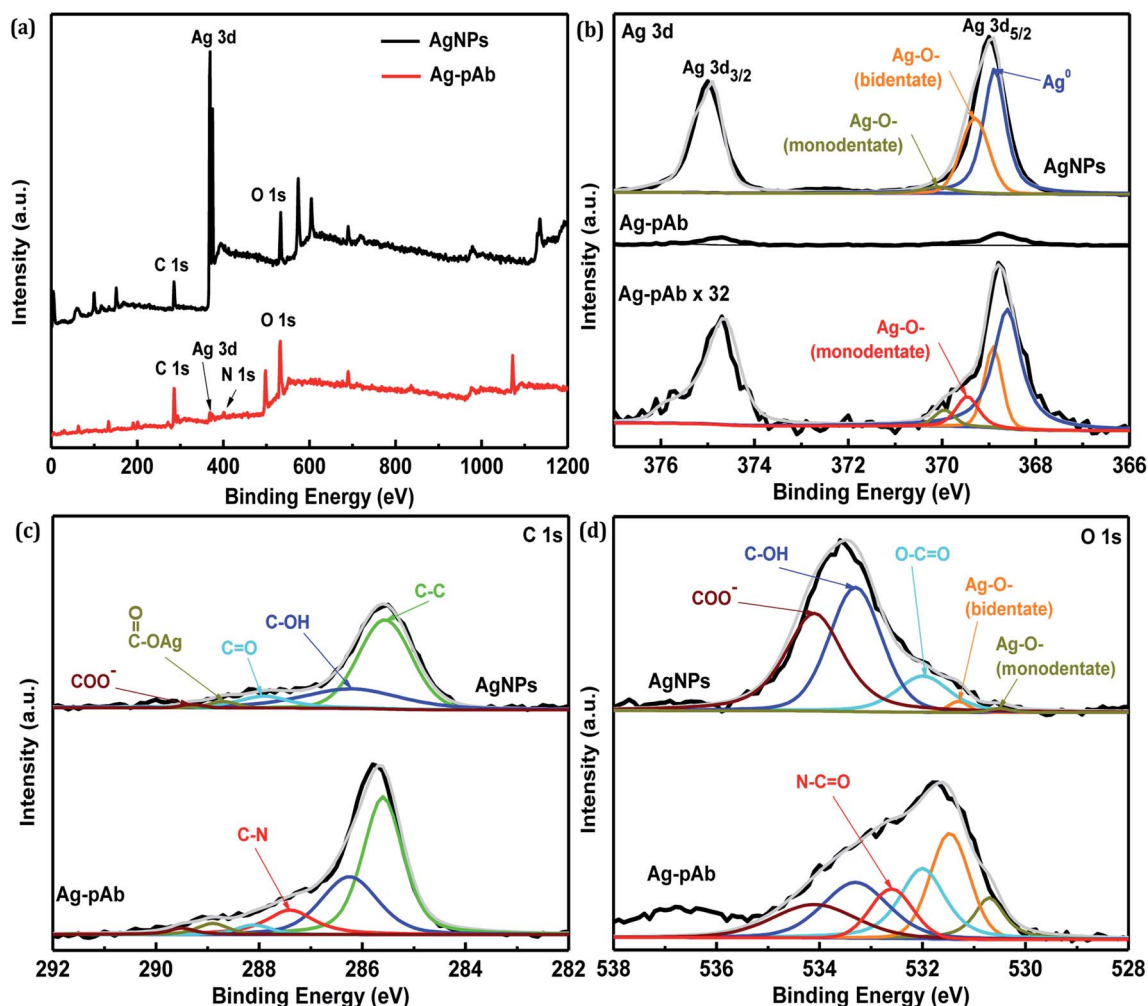 (a)
Ag 3d
AgNPs
Ag-pAb
O 1s
C 1s
O 1s
Ag 3d
C 1s
N 1s
Intensity (a.u.)
0 200 400 600 800 1000 1200
Binding Energy (eV)
(b)
Ag 3d
Ag 3d5/2
Ag 3d3/2
Ag-O-
(bidentate)
Ag⁰
Ag-O-
(monodentate)
AgNPs
Ag-pAb
Ag-pAb x 32
Ag-O-
(monodentate)
Intensity (a.u.)
376 374 372 370 368 366
Binding Energy (eV)
(c)
C 1s
C-C
O
C-OAg
C-OH
C=O
COO⁻
AgNPs
C-N
Ag-pAb
Intensity (a.u.)
292 290 288 286 284 282
Binding Energy (eV)
(d)
O 1s
C-OH
O-C=O
COO⁻
Ag-O-
(bidentate)
Ag-O-
(monodentate)
AgNPs
N-C=O
Ag-pAb
Intensity (a.u.)
538 536 534 532 530 528
Binding Energy (eV)